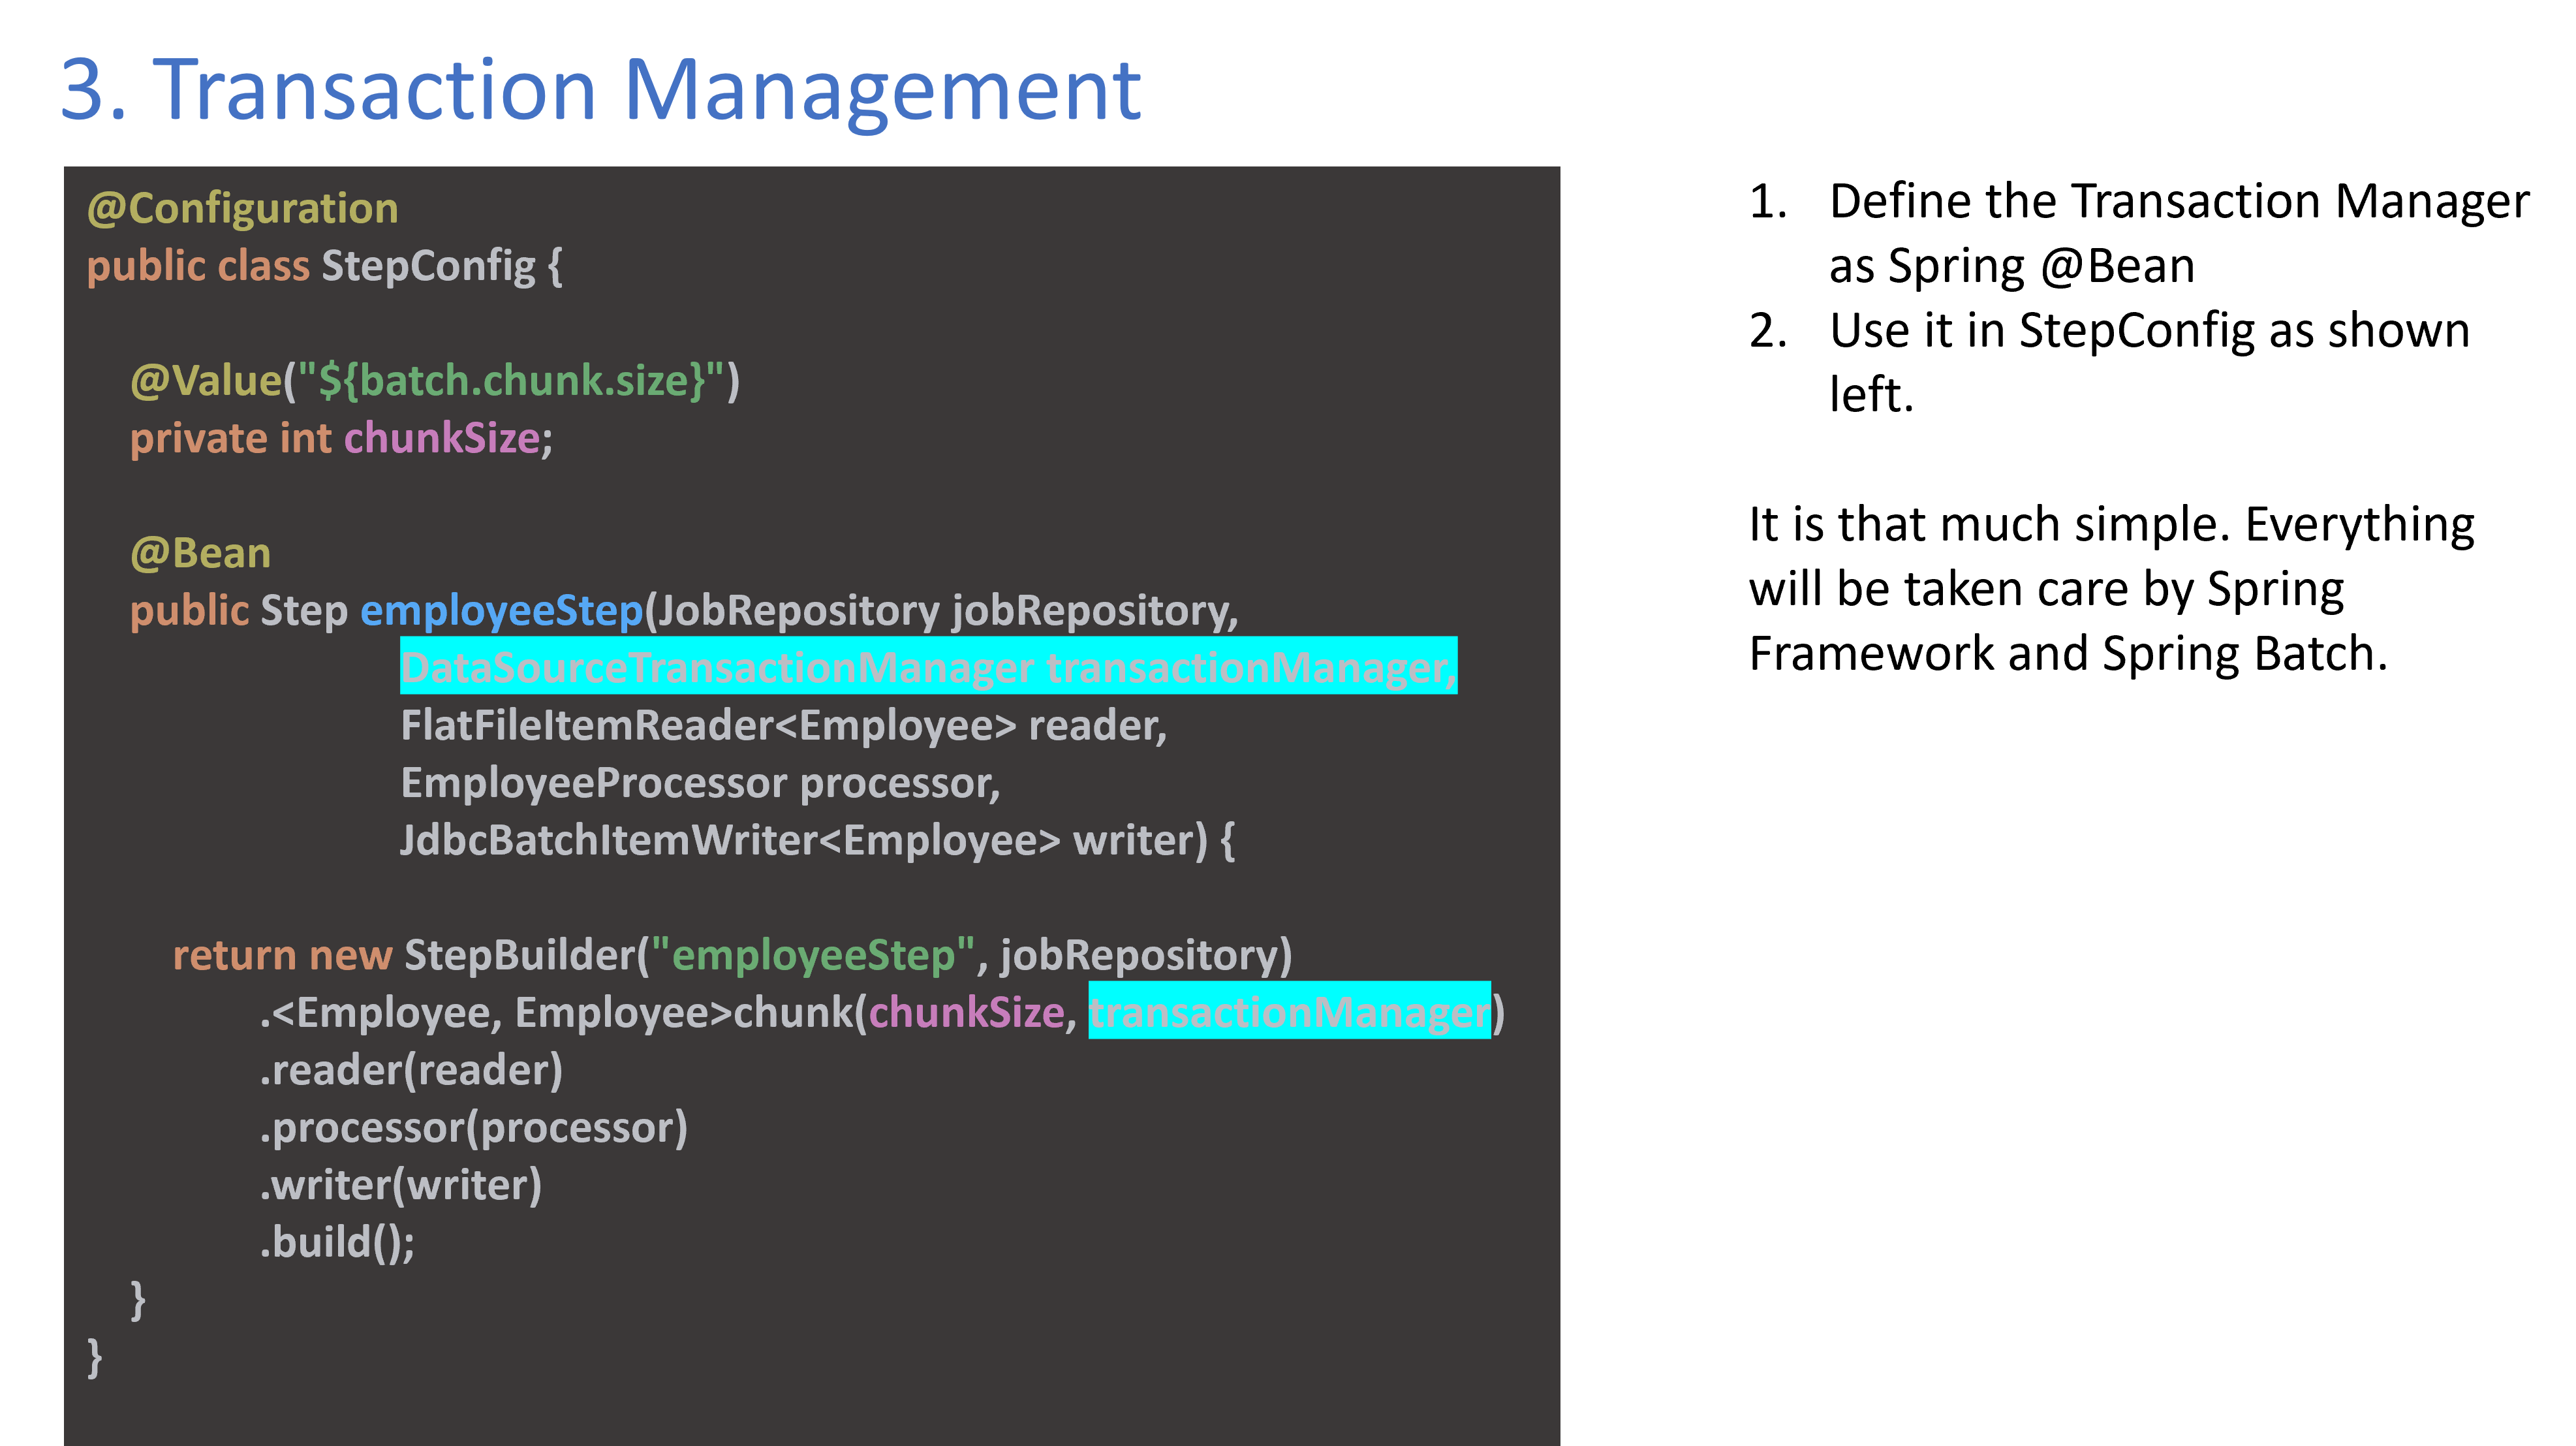 3. Transaction Management
@Configuration
public class StepConfig {
@Value("${batch.chunk.size}")
private int chunkSize;
@Bean
public Step employeeStep(JobRepository jobRepository,
DataSourceTransactionManager transactionManager,
FlatFileItemReader<Employee> reader,
EmployeeProcessor processor,
JdbcBatchItemWriter<Employee> writer) {
return new StepBuilder("employeeStep", jobRepository)
.<Employee, Employee>chunk(chunkSize, transactionManager)
.reader(reader)
.processor(processor)
.writer(writer)
.build();
}
}
1. Define the Transaction Manager
as Spring @Bean
2. Use it in StepConfig as shown
left.
It is that much simple. Everything
will be taken care by Spring
Framework and Spring Batch.